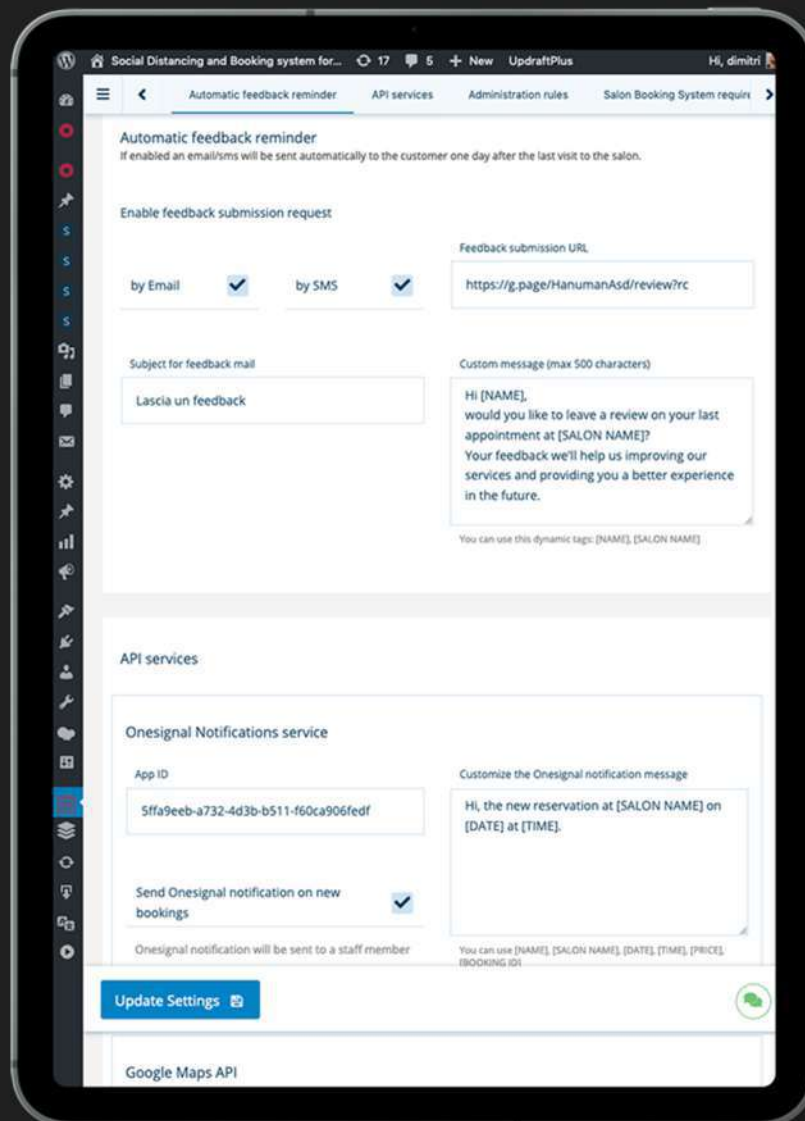 Social Distancing and Booking system for... 17 5 + New UpdraftPlus Hi, dimitri
Automatic feedback reminder API services Administration rules Salon Booking System require
Automatic feedback reminder
If enabled an email/sms will be sent automatically to the customer one day after the last visit to the salon.
Enable feedback submission request
by Email
by SMS
Feedback submission URL
https://g.page/HanumanAsd/review?rc
Subject for feedback mail
Lascia un feedback
Custom message (max 500 characters)
Hi [NAME],
would you like to leave a review on your last
appointment at [SALON NAME]?
Your feedback we'll help us improving our
services and providing you a better experience
in the future.
You can use this dynamic tags: [NAME], [SALON NAME]
API services
Onesignal Notifications service
App ID
5ffa9eeb-a732-4d3b-b511-f60ca906fedf
Send Onesignal notification on new
bookings
Onesignal notification will be sent to a staff member
Customize the Onesignal notification message
Hi, the new reservation at [SALON NAME] on
[DATE] at [TIME].
You can use [NAME], [SALON NAME], [DATE], [TIME], [PRICE],
[BOOKING ID]
Update Settings
Google Maps API